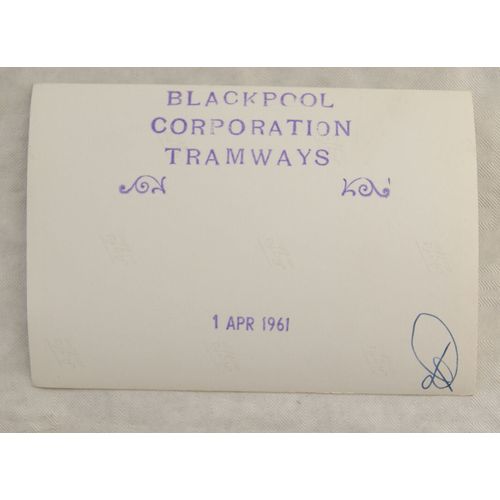 BLACKPOOL
CORPORATION
TRAMWAYS
1 APR 1961